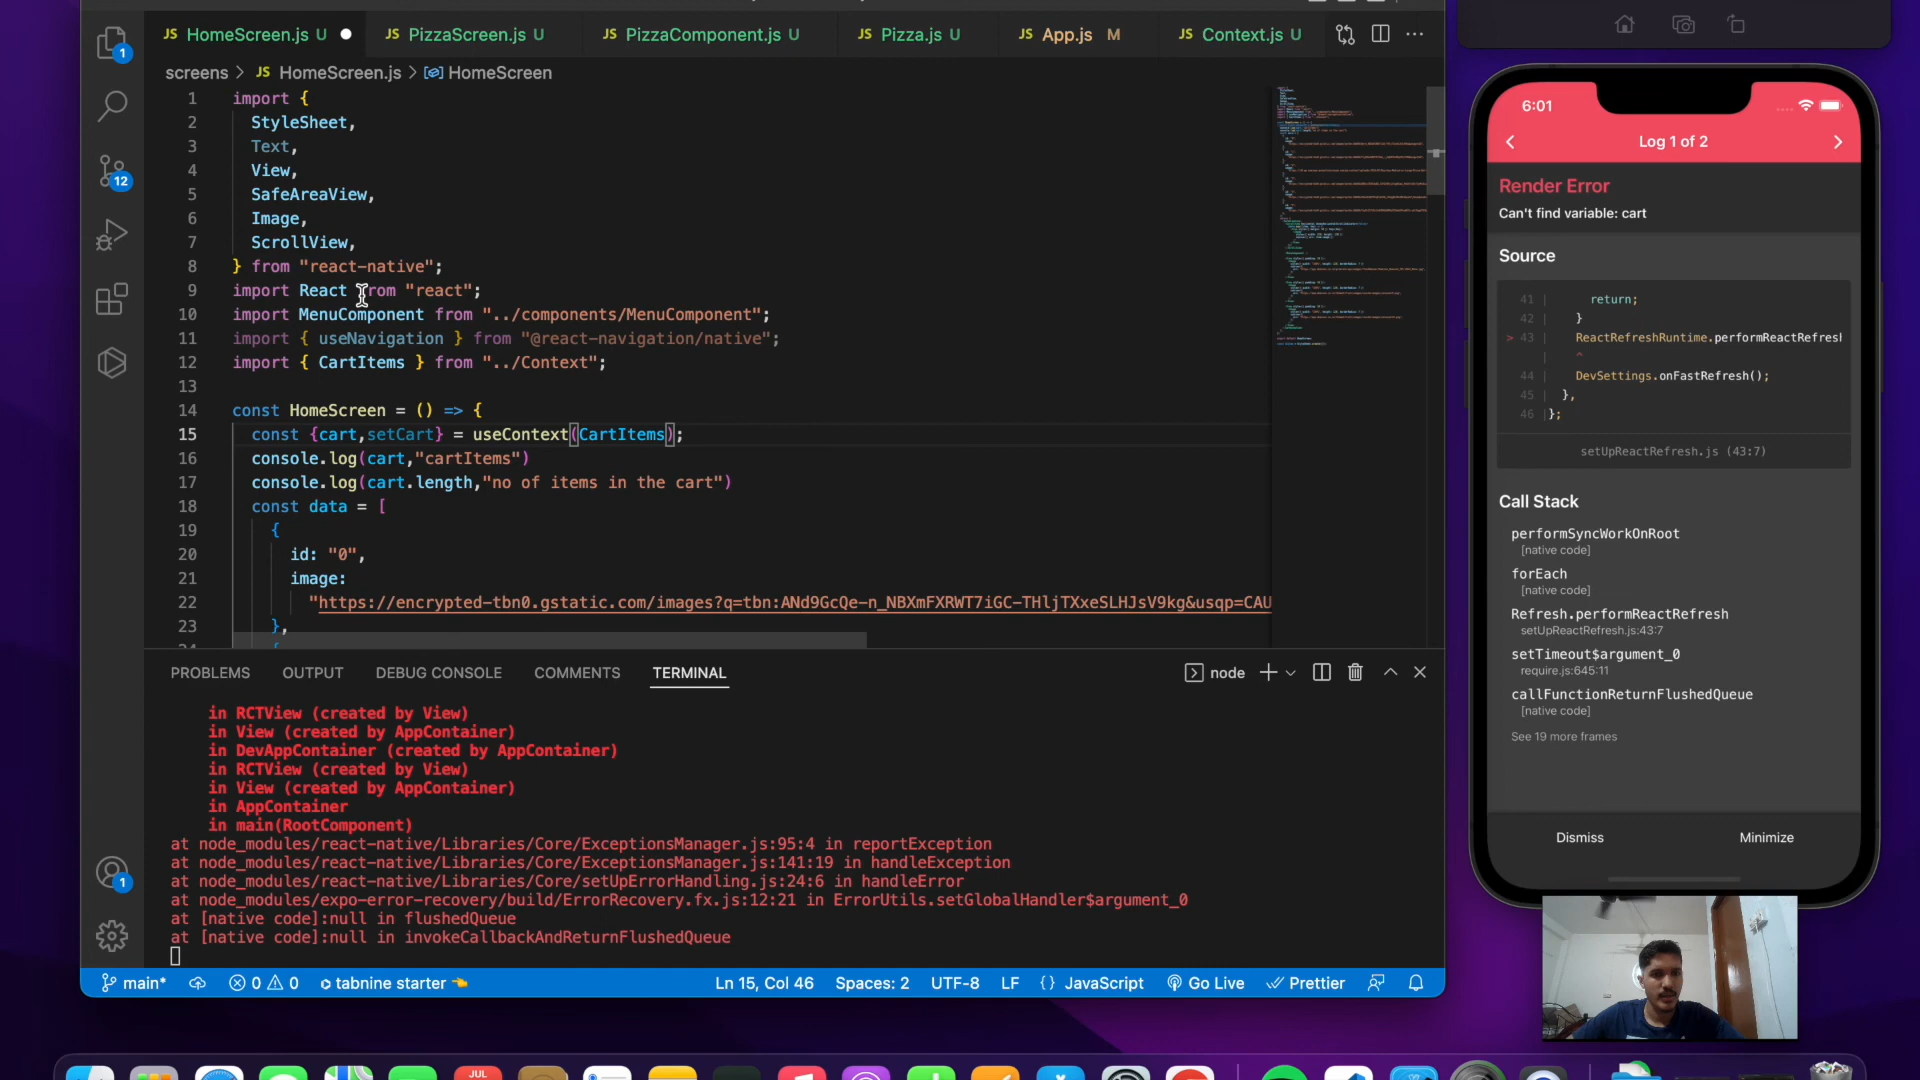 JS HomeScreen.js U
JS PizzaScreen.js U
JS PizzaComponent.js U
JS Pizza.js U
JS App.js M
JS Context.js U
screens > JS HomeScreen.js > HomeScreen
1 import {
2 StyleSheet,
3 Text,
4 View,
5 SafeAreaView,
6 Image,
7 ScrollView,
8 } from "react-native";
9 import React from "react";
10 import MenuComponent from "../components/MenuComponent";
11 import { useNavigation } from "@react-navigation/native";
12 import { CartItems } from "../Context";
13
14 const HomeScreen = () => {
15 const {cart,setCart} = useContext(CartItems);
16 console.log(cart,"cartItems")
17 console.log(cart.length,"no of items in the cart")
18 const data = [
19 {
20 id: "0",
21 image:
22 "https://encrypted-tbn0.gstatic.com/images?q=tbn:ANd9GcQe-n_NBXmFXRWT7iGC-THljTXxeSLHJsV9kg&usqp=CAU
23 },
1
12
1
PROBLEMS OUTPUT DEBUG CONSOLE COMMENTS TERMINAL
node
in RCTView (created by View)
in View (created by AppContainer)
in DevAppContainer (created by AppContainer)
in RCTView (created by View)
in View (created by AppContainer)
in AppContainer
in main(RootComponent)
at node_modules/react-native/Libraries/Core/ExceptionsManager.js:95:4 in reportException
at node_modules/react-native/Libraries/Core/ExceptionsManager.js:141:19 in handleException
at node_modules/react-native/Libraries/Core/setUpErrorHandling.js:24:6 in handleError
at node_modules/expo-error-recovery/build/ErrorRecovery.fx.js:12:21 in ErrorUtils.setGlobalHandler$argument_0
at [native code]:null in flushedQueue
at [native code]:null in invokeCallbackAndReturnFlushedQueue
main* 0 0 tabnine starter Ln 15, Col 46 Spaces: 2 UTF-8 LF {} JavaScript Go Live Prettier
6:01
Log 1 of 2
Render Error
Can't find variable: cart
Source
41 | return;
42 | }
> 43 | ReactRefreshRuntime.performReactRefresh
| ^
44 | DevSettings.onFastRefresh();
45 | },
46 | };
setUpReactRefresh.js (43:7)
Call Stack
performSyncWorkOnRoot
[native code]
forEach
[native code]
Refresh.performReactRefresh
setUpReactRefresh.js:43:7
setTimeout$argument_0
require.js:645:11
callFunctionReturnFlushedQueue
[native code]
See 19 more frames
Dismiss Minimize
JUL